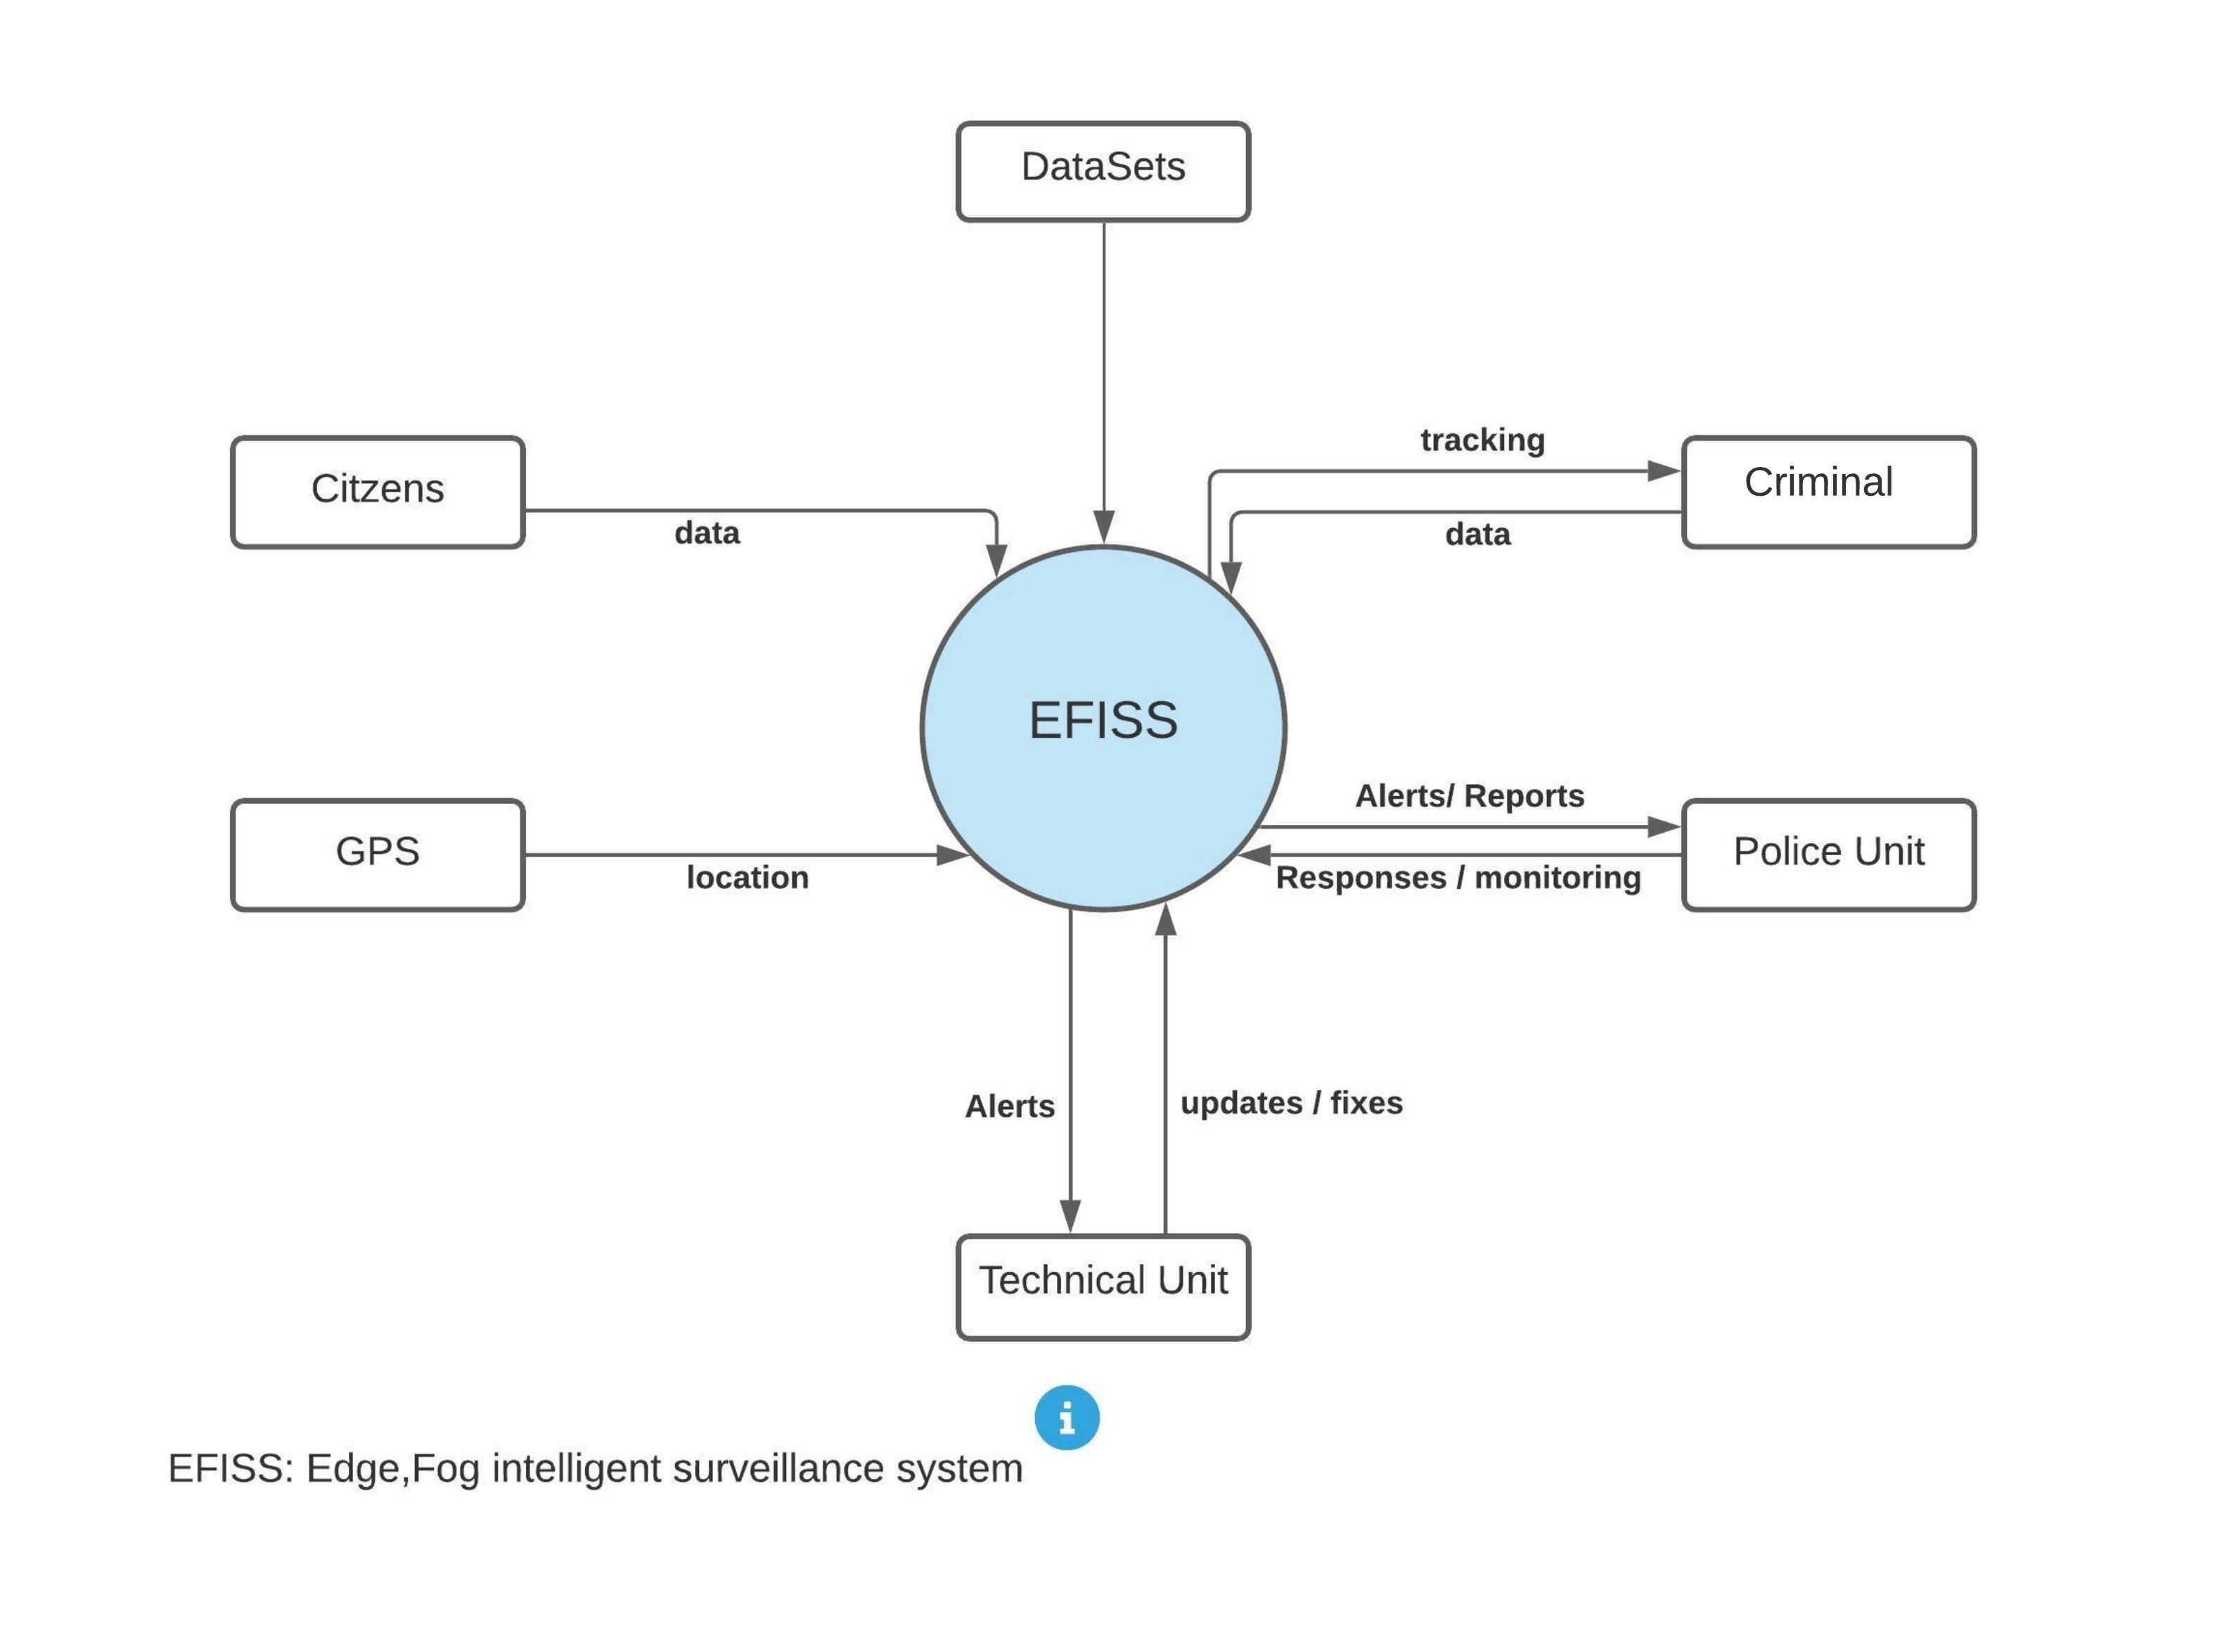 DataSets
tracking
Citzens
Criminal
data
data
EFISS
Alerts/ Reports
GPS
Police Unit
location
Responses / monitoring
Alerts
updates / fixes
Technical Unit
i
EFISS: Edge,Fog intelligent surveillance system